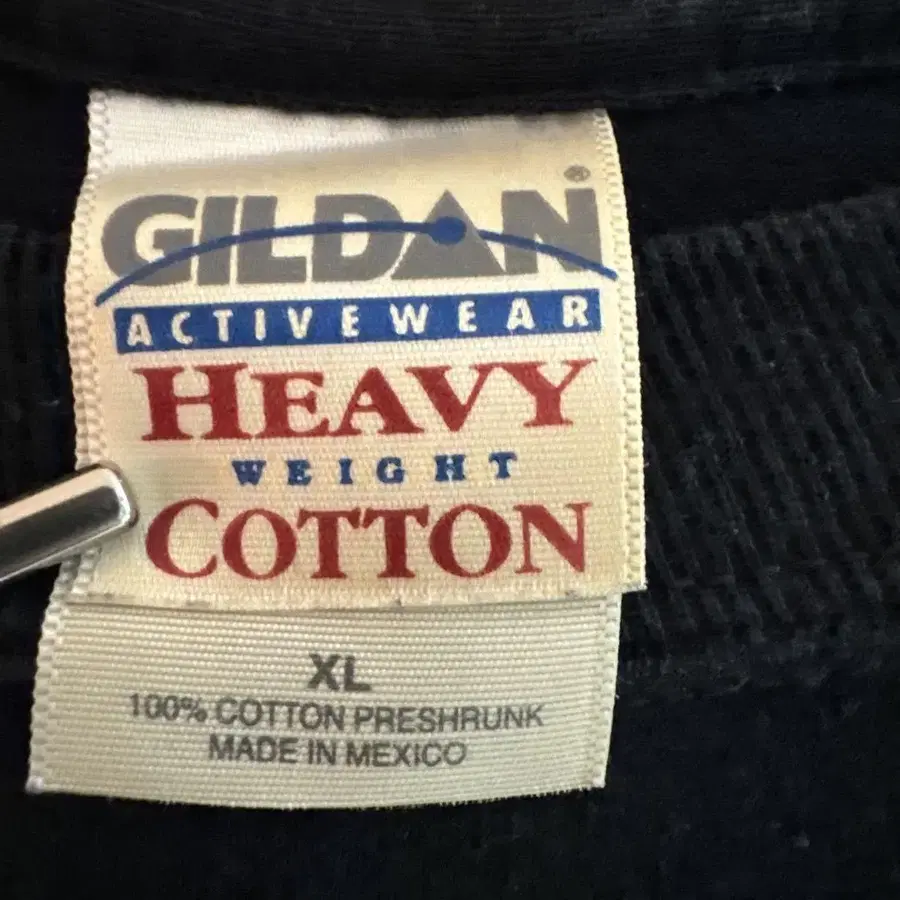 GILDAN®
ACTIVEWEAR
HEAVY
WEIGHT
COTTON
XL
100% COTTON PRESHRUNK
MADE IN MEXICO